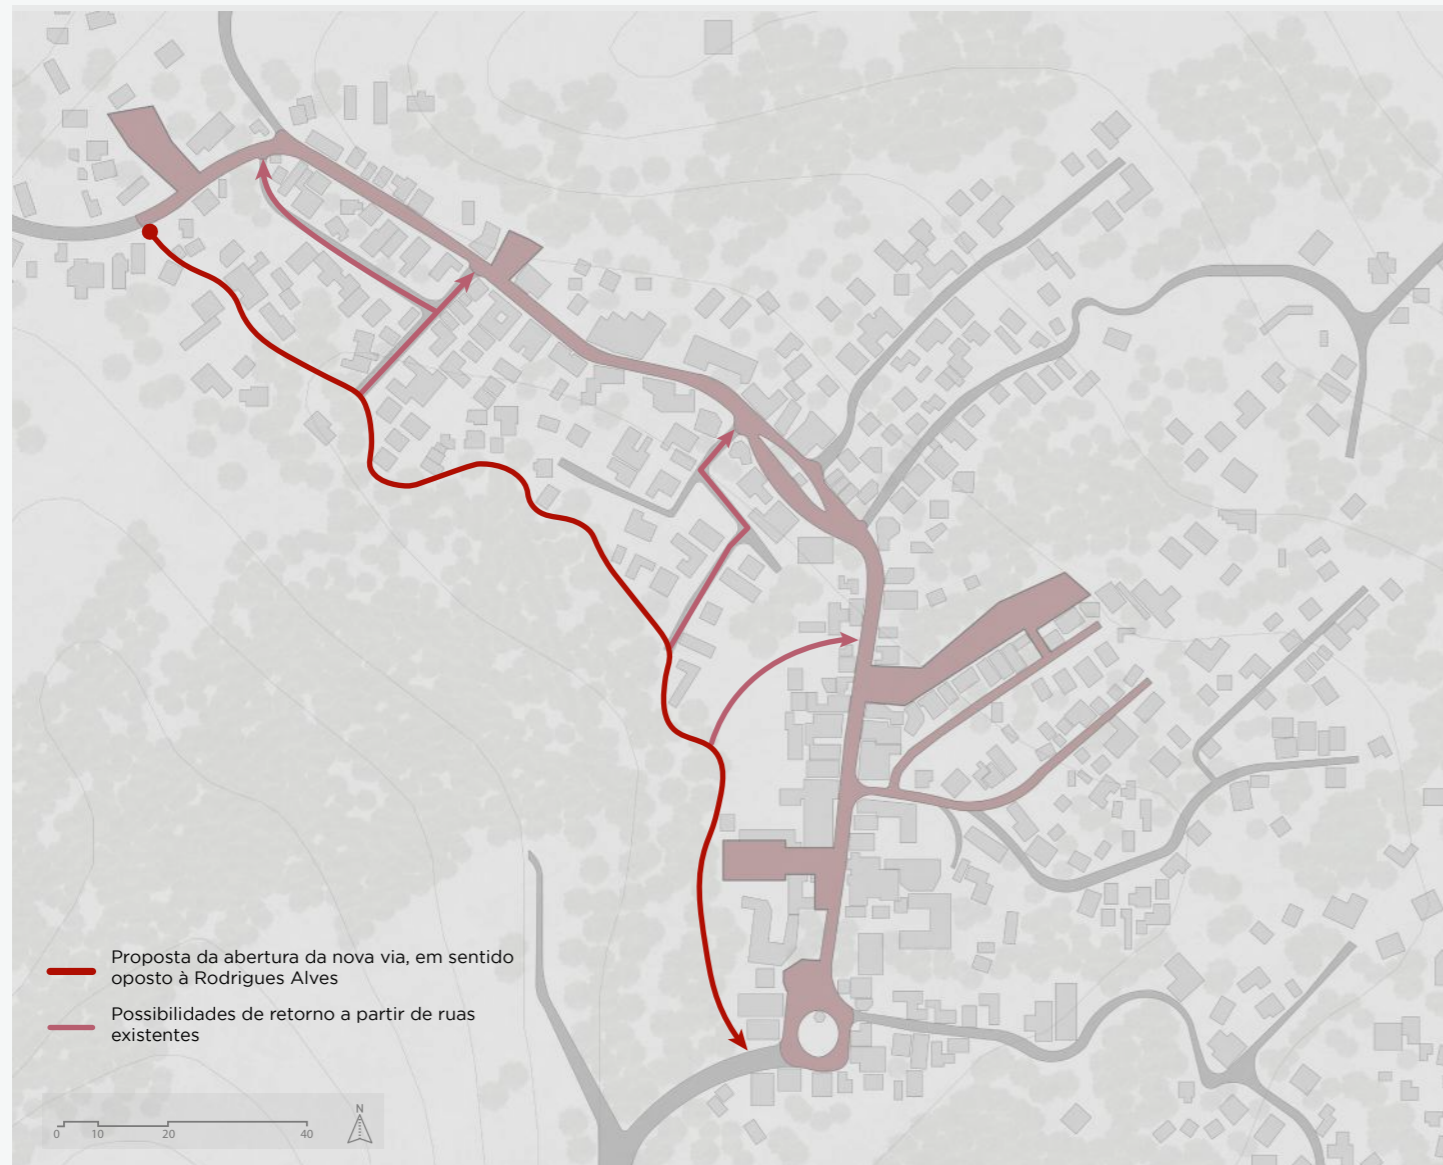 Proposta da abertura da nova via, em sentido
oposto à Rodrigues Alves
Possibilidades de retorno a partir de ruas
existentes
0 10 20 40
N